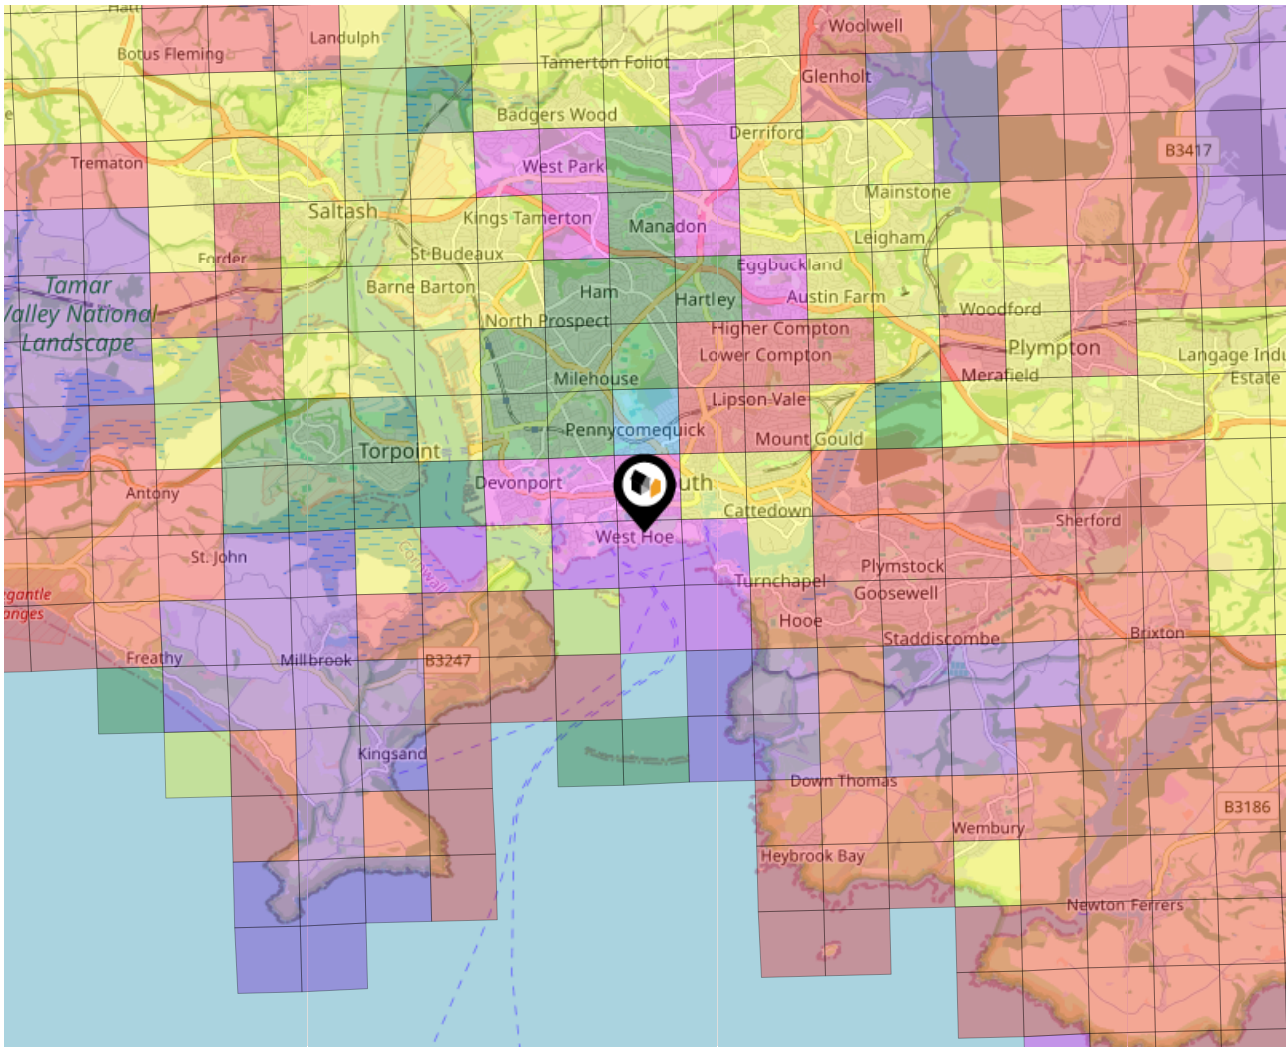 Landulph
Woolwell
Botus Fleming
Tamerton Foliot
Glenholt
Badgers Wood
Derriford
B3417
Trematon
West Park
Mainstone
Saltash
Kings Tamerton
Manadon
Leigham
St Budeaux
Forder
Eggbuckland
Tamar
Valley National
Landscape
Barne Barton
Ham
Hartley
Austin Farm
Woodford
North Prospect
Higher Compton
Lower Compton
Plympton
Langage Indu
Estate
Milehouse
Merafield
Lipson Vale
Pennycomequick
Mount Gould
Torpoint
Devonport
uth
Antony
Cattedown
Sherford
West Hoe
St. John
Cornwall
Plymstock
Turnchapel
Goosewell
egantle
anges
Hooe
Staddiscombe
Brixton
Freathy
Millbrook
B3247
Kingsand
Down Thomas
B3186
Wembury
Heybrook Bay
Newton Ferrers